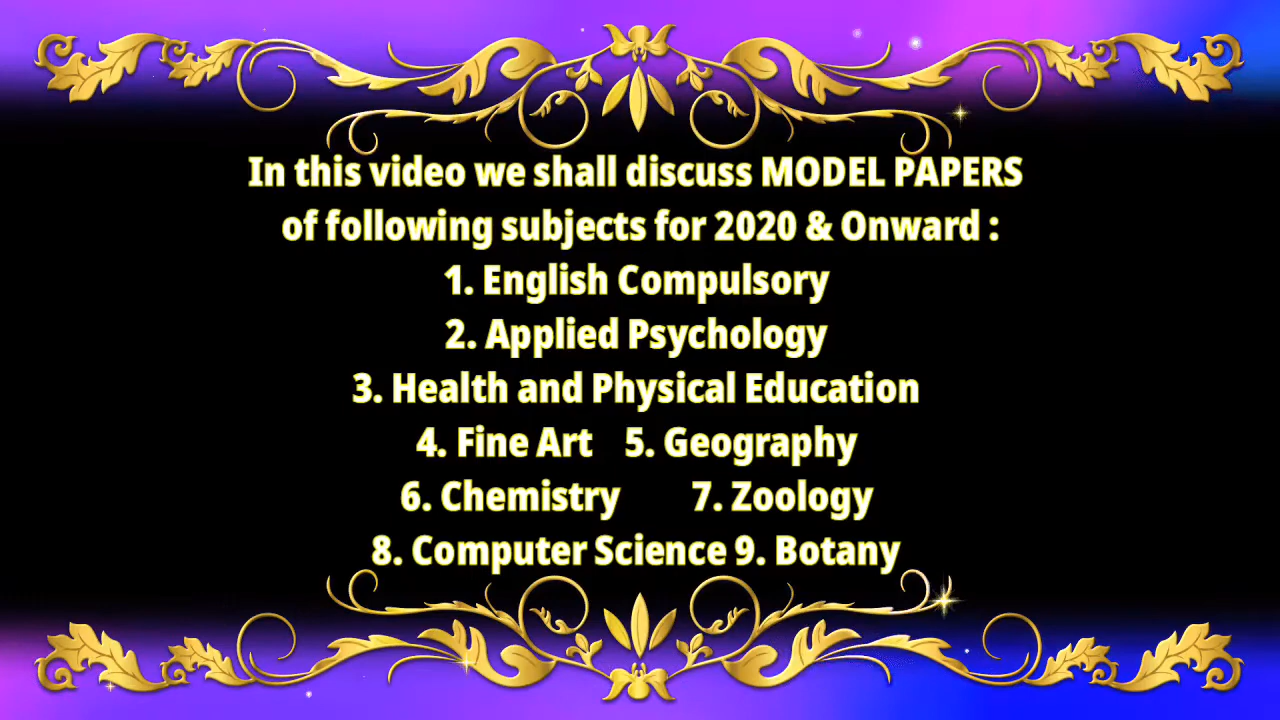 In this video we shall discuss MODEL PAPERS
of following subjects for 2020 & Onward :
1. English Compulsory
2. Applied Psychology
3. Health and Physical Education
4. Fine Art 5. Geography
6. Chemistry 7. Zoology
8. Computer Science 9. Botany